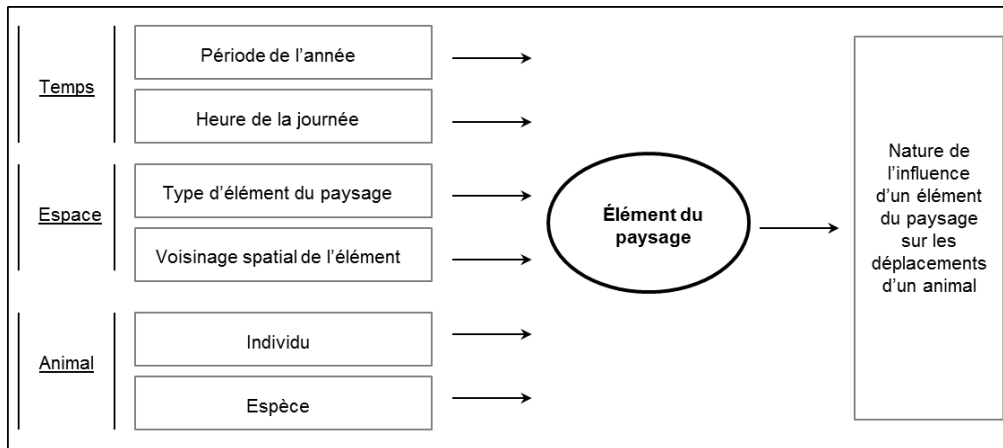 Temps
Période de l’année
Heure de la journée
Espace
Type d’élément du paysage
Voisinage spatial de l’élément
Animal
Individu
Espèce
Élément du
paysage
Nature de
l’influence
d’un élément
du paysage
sur les
déplacements
d’un animal